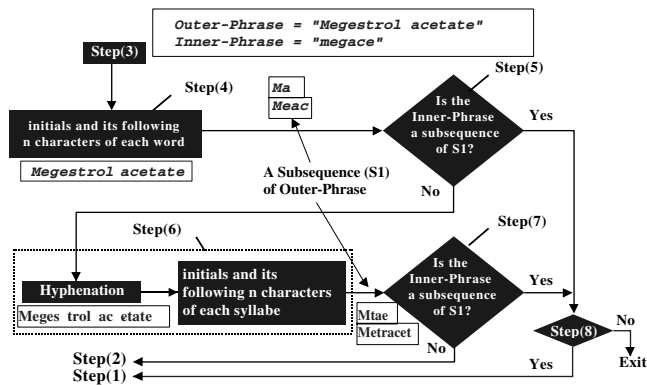 Outer-Phrase = "Megestrol acetate"
Inner-Phrase = "megace"
Step(3)
Step(4)
Step(5)
Ma
Meac
initials and its following
n characters of each word
Megestrol acetate
Is the
Inner-Phrase
a subsequence
of S1?
Yes
No
A Subsequence (S1)
of Outer-Phrase
Step(6)
Step(7)
Hyphenation
Meges trol ac etate
initials and its
following n characters
of each syllabe
Mtae
Metracet
Is the
Inner-Phrase
a subsequence
of S1?
Yes
No
Step(8)
No
Exit
Yes
Step(2)
Step(1)